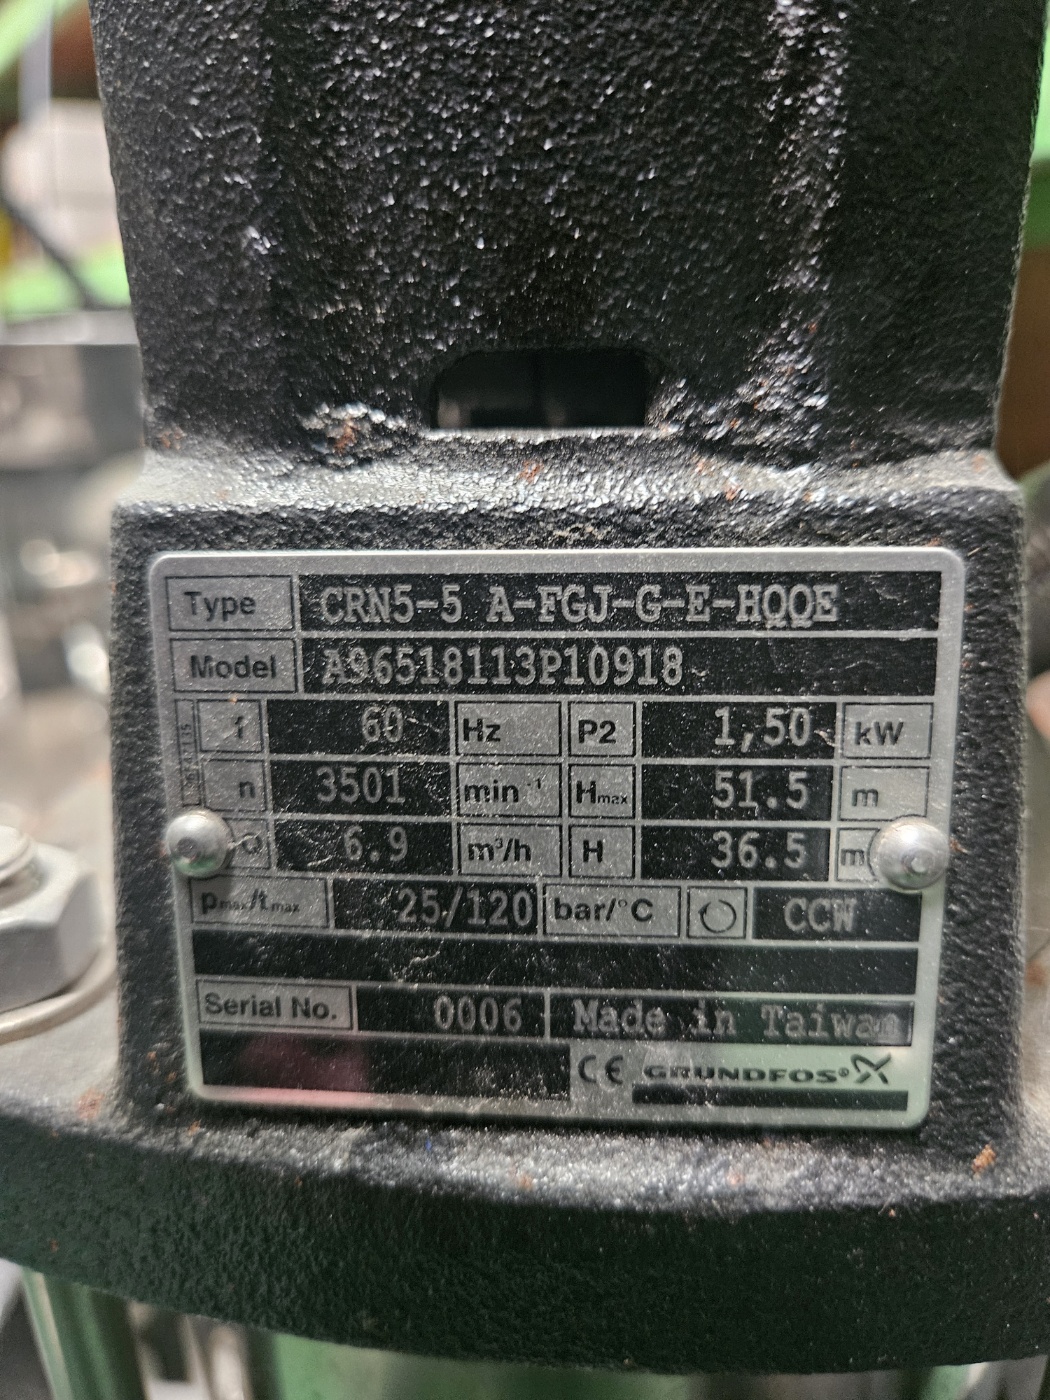 Type CRN5-5 A-FGJ-G-E-HQQE
Model A96518113P10918
f 60 Hz P2 1,50 kW
n 3501 min⁻¹ Hmax 51.5 m
Q 6.9 m³/h H 36.5 m
pmax/tmax 25/120 bar/°C CCW
Serial No. 0006 Made in Taiwan
CE GRUNDFOS